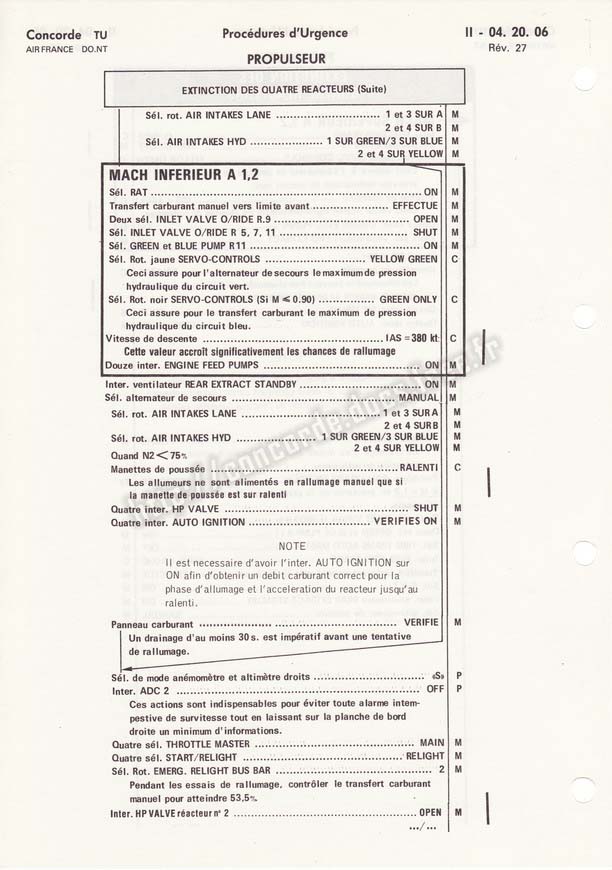 Concorde TU
AIR FRANCE DO.NT
Procédures d'Urgence
PROPULSEUR
II - 04. 20. 06
Rév. 27
EXTINCTION DES QUATRE REACTEURS (Suite)
Sél. rot. AIR INTAKES LANE .......................... 1 et 3 SUR A M
2 et 4 SUR B M
Sél. AIR INTAKES HYD ................... 1 SUR GREEN/3 SUR BLUE M
2 et 4 SUR YELLOW M
MACH INFERIEUR A 1,2
Sél. RAT ............................................................ ON M
Transfert carburant manuel vers limite avant .................... EFFECTUE M
Deux sél. INLET VALVE O/RIDE R.9 ................................ OPEN M
Sél. INLET VALVE O/RIDE R 5, 7, 11 .............................. SHUT M
Sél. GREEN et BLUE PUMP R11 ........................................ ON M
Sél. Rot. jaune SERVO-CONTROLS ....................... YELLOW GREEN C
Ceci assure pour l'alternateur de secours le maximum de pression
hydraulique du circuit vert.
Sél. Rot. noir SERVO-CONTROLS (Si M ⩽ 0.90) .............. GREEN ONLY C
Ceci assure pour le transfert carburant le maximum de pression
hydraulique du circuit bleu.
Vitesse de descente ........................................ IAS = 380 kt C
Cette valeur accroît significativement les chances de rallumage
Douze inter. ENGINE FEED PUMPS .................................. ON M
Inter. ventilateur REAR EXTRACT STANDBY .......................... ON M
Sél. alternateur de secours .................................... MANUAL M
Sél. rot. AIR INTAKES LANE ............................ 1 et 3 SUR A M
2 et 4 SUR B M
Sél. rot. AIR INTAKES HYD ................ 1 SUR GREEN/3 SUR BLUE M
2 et 4 SUR YELLOW M
Quand N2 < 75%
Manettes de poussée ............................................ RALENTI C
Les allumeurs ne sont alimentés en rallumage manuel que si
la manette de poussée est sur ralenti
Quatre inter. HP VALVE ............................................ SHUT M
Quatre inter. AUTO IGNITION .............................. VERIFIES ON M
NOTE
Il est necessaire d'avoir l'inter. AUTO IGNITION sur
ON afin d'obtenir un debit carburant correct pour la
phase d'allumage et l'acceleration du reacteur jusqu'au
ralenti.
Panneau carburant .............................................. VERIFIE M
Un drainage d'au moins 30 s. est impératif avant une tentative
de rallumage.
Sél. de mode anémomètre et altimètre droits ........................ «S» P
Inter. ADC 2 ...................................................... OFF P
Ces actions sont indispensables pour éviter toute alarme intem-
pestive de survitesse tout en laissant sur la planche de bord
droite un minimum d'informations.
Quatre sél. THROTTLE MASTER .................................... MAIN M
Quatre sél. START/RELIGHT .................................... RELIGHT M
Sél. Rot. EMERG. RELIGHT BUS BAR .................................. 2 M
Pendant les essais de rallumage, contrôler le transfert carburant
manuel pour atteindre 53,5%
Inter. HP VALVE réacteur n° 2 .................................... OPEN M
.../...